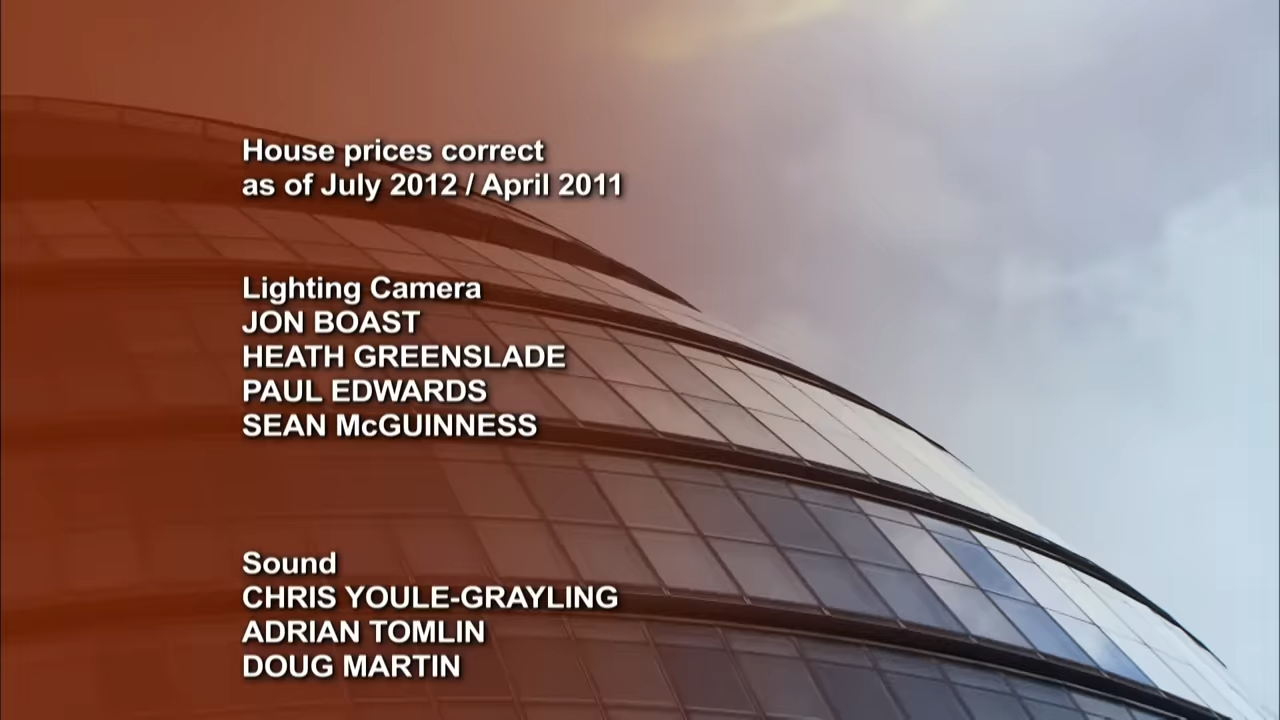 House prices correct
as of July 2012 / April 2011
Lighting Camera
JON BOAST
HEATH GREENSLADE
PAUL EDWARDS
SEAN McGUINNESS
Sound
CHRIS YOULE-GRAYLING
ADRIAN TOMLIN
DOUG MARTIN